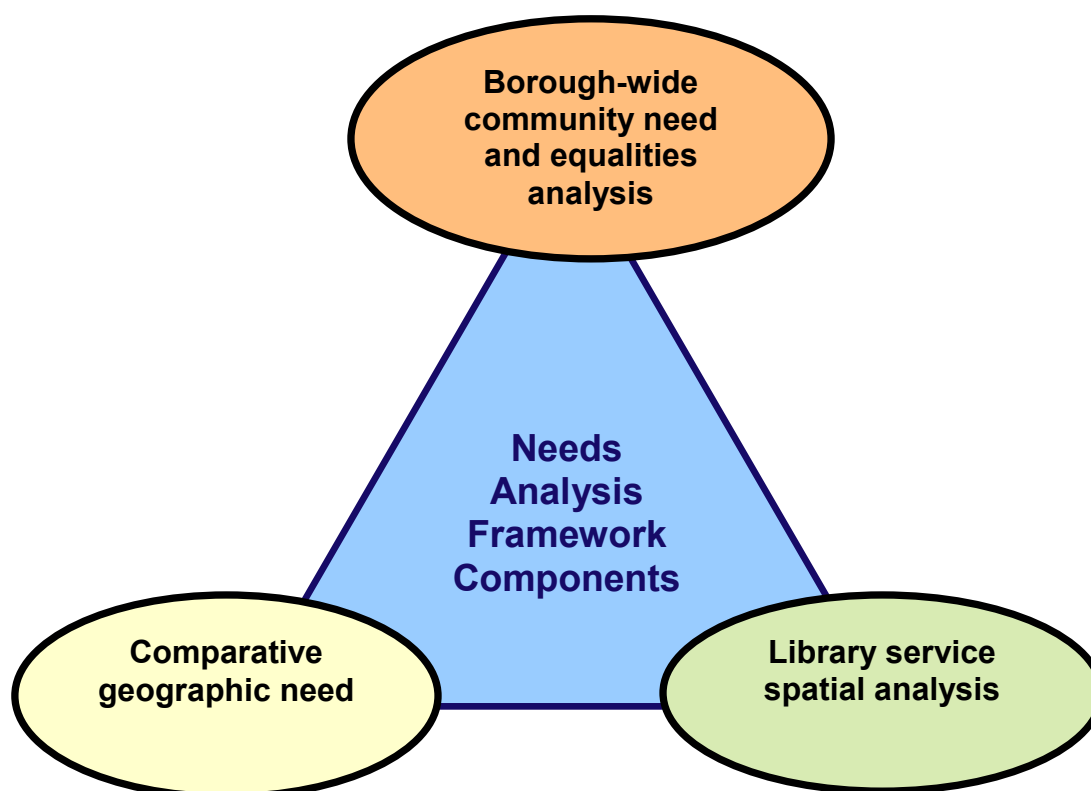 Borough-wide
community need
and equalities
analysis
Needs
Analysis
Framework
Components
Comparative
geographic need
Library service
spatial analysis